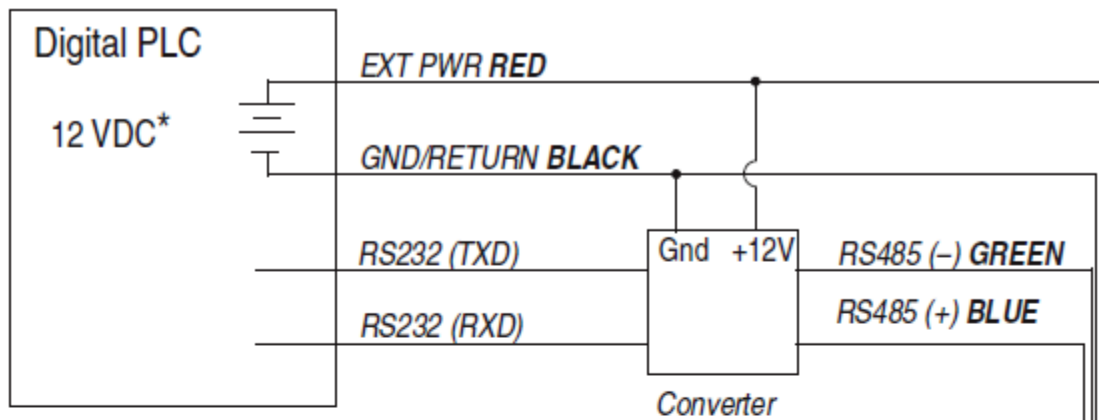 Digital PLC
EXT PWR RED
12 VDC*
GND/RETURN BLACK
RS232 (TXD)
Gnd +12V
RS485 (–) GREEN
RS232 (RXD)
RS485 (+) BLUE
Converter